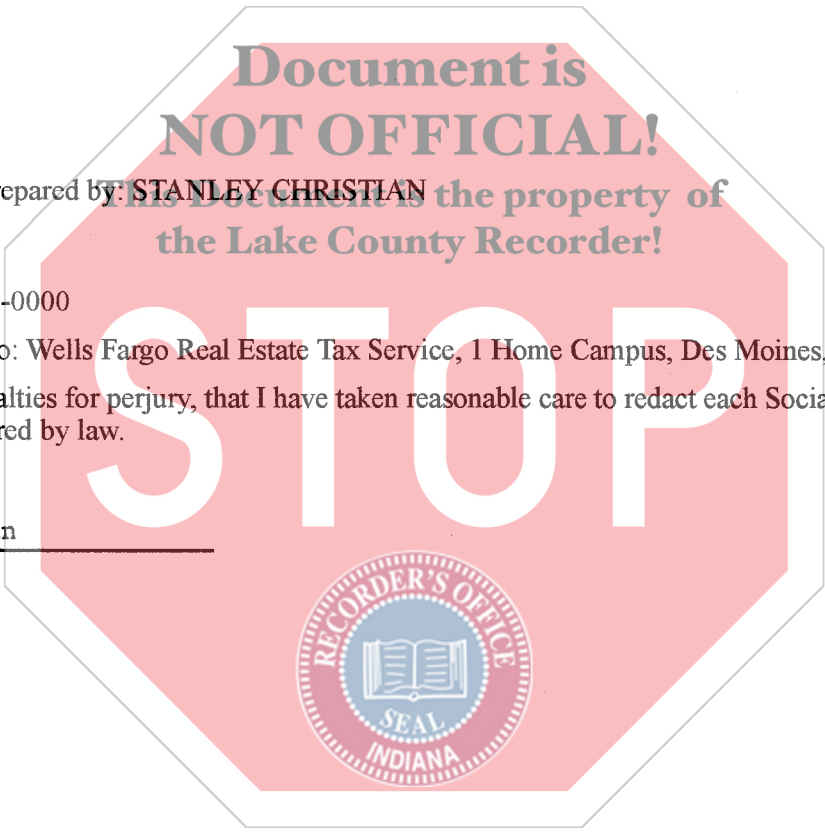 Document is
NOT OFFICIAL!
epared by: STANLEY CHRISTIAN
This Document is the property of
the Lake County Recorder!
-0000
o: Wells Fargo Real Estate Tax Service, 1 Home Campus, Des Moines,
alties for perjury, that I have taken reasonable care to redact each Socia
red by law.
STOP
n
RECORDER'S OFFICE
SEAL
INDIANA